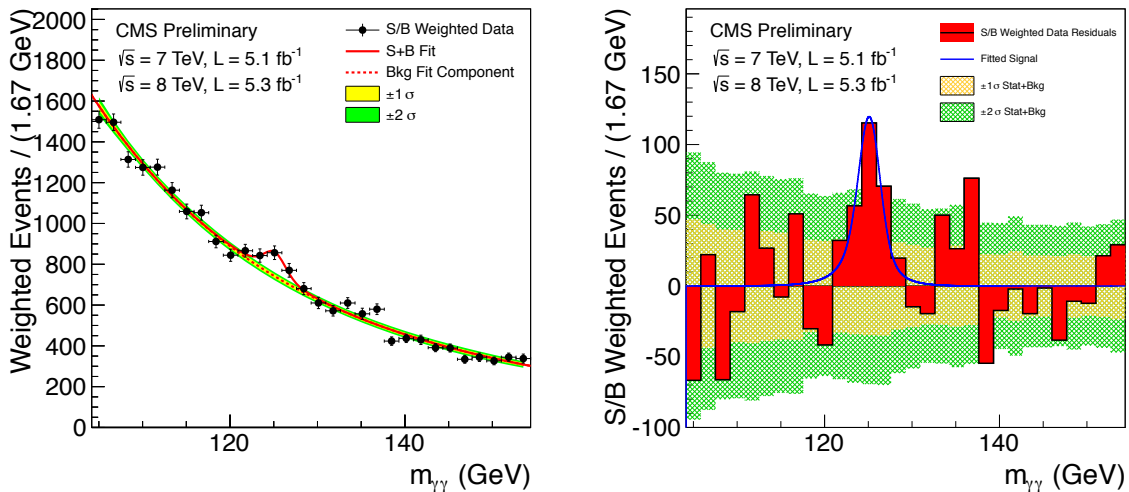 CMS Preliminary
√s = 7 TeV, L = 5.1 fb⁻¹
√s = 8 TeV, L = 5.3 fb⁻¹
S/B Weighted Data
S+B Fit
Bkg Fit Component
±1 σ
±2 σ
Weighted Events / (1.67 GeV)
2000
1800
1600
1400
1200
1000
800
600
400
200
0
120
140
m_γγ (GeV)
CMS Preliminary
√s = 7 TeV, L = 5.1 fb⁻¹
√s = 8 TeV, L = 5.3 fb⁻¹
S/B Weighted Data Residuals
Fitted Signal
±1σ Stat+Bkg
±2 σ Stat+Bkg
S/B Weighted Events / (1.67 GeV)
150
100
50
0
-50
-100
120
140
m_γγ (GeV)